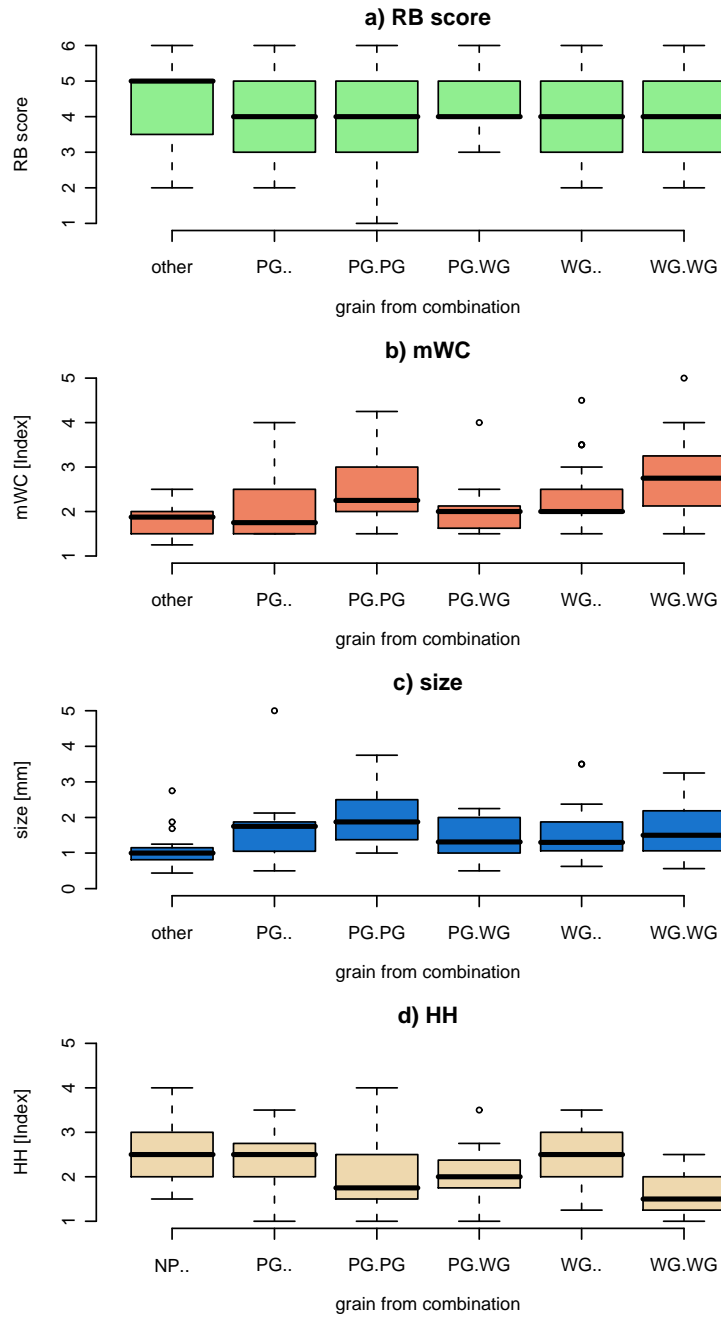 a) RB score
6
5
4
3
2
1
RB score
other PG.. PG.PG PG.WG WG.. WG.WG
grain from combination
b) mWC
5
4
3
2
1
mWC [Index]
other PG.. PG.PG PG.WG WG.. WG.WG
grain from combination
c) size
5
4
3
2
1
0
size [mm]
other PG.. PG.PG PG.WG WG.. WG.WG
grain from combination
d) HH
5
4
3
2
1
HH [Index]
NP.. PG.. PG.PG PG.WG WG.. WG.WG
grain from combination